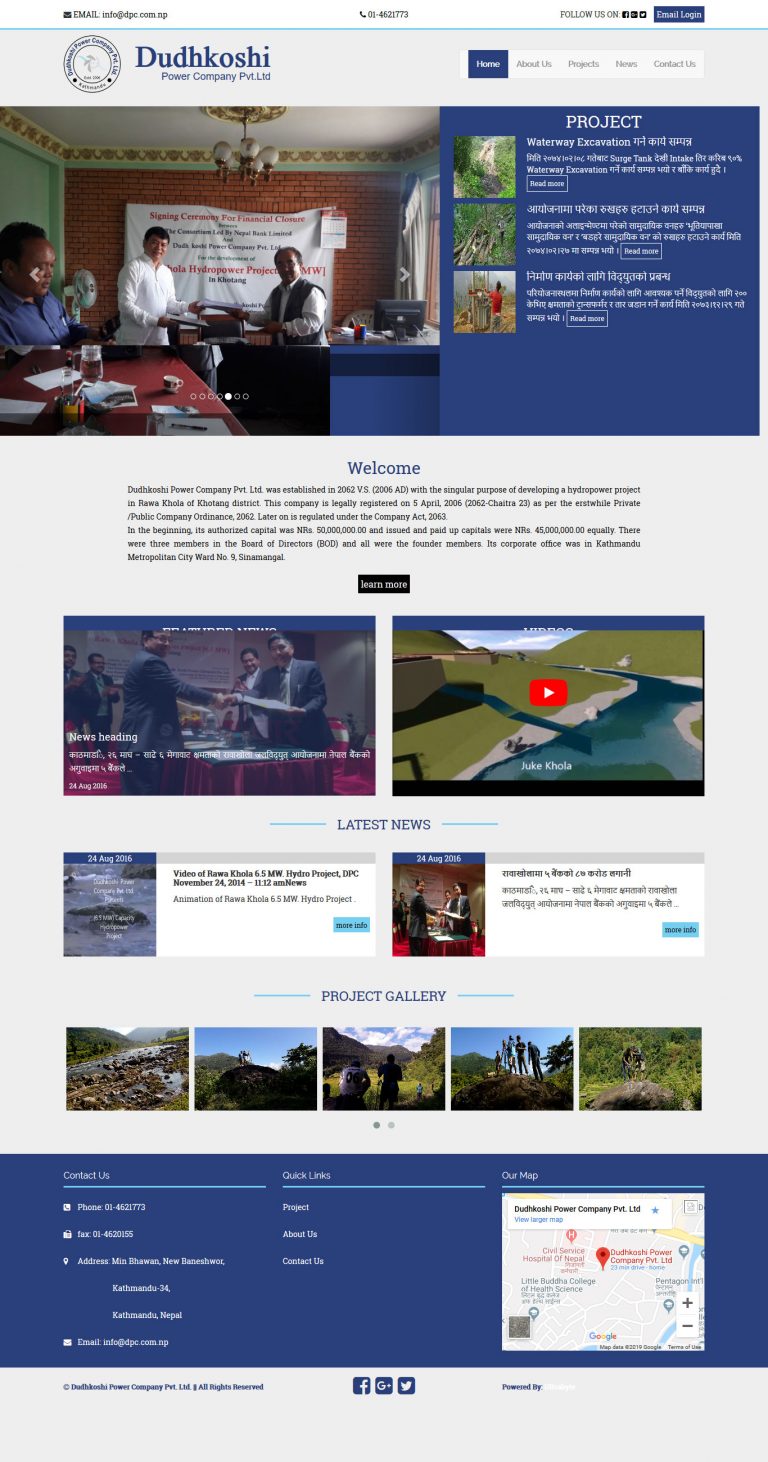 EMAIL: info@dpc.com.np
01-4621773
FOLLOW US ON:
Email Login
Dudhkoshi Power Company Pvt. Ltd.
Estd. 2006
Kathmandu
Dudhkoshi
Power Company Pvt.Ltd
Home
About Us
Projects
News
Contact Us
Signing Ceremony For Financial Closure
Between
The Consortium Led By Nepal Bank Limited
And
Dudh koshi Power Company Pvt. Ltd.
For the development of
Khola Hydropower Project MW]
In Khotang
PROJECT
Waterway Excavation गर्ने कार्य सम्पन्न
मिति २०७४।०२।०८ गतेबाट Surge Tank देखी Intake तिर करिब ९०%
Waterway Excavation गर्ने कार्य सम्पन्न भयो र बाँकि कार्य हुदै ।
Read more
आयोजनामा परेका रुखहरु हटाउने कार्य सम्पन्न
आयोजनाको अलाइन्मेण्टमा परेको सामुदायिक वनहरु 'भूतियापाखा
सामुदायिक वन' र 'बडहरे सामुदायिक वन' को रुखहरु हटाउने कार्य मिति
२०७४।०२।२७ मा सम्पन्न भयो । Read more
निर्माण कार्यको लागि विद्युतको प्रबन्ध
परियोजनास्थलमा निर्माण कार्यको लागि आवश्यक पर्ने विद्युतको लागि २००
केभिए क्षमताको ट्रान्सफर्मर र तार जडान गर्ने कार्य मिति २०७३।१२।२९ गते
सम्पन्न भयो । Read more
Welcome
Dudhkoshi Power Company Pvt. Ltd. was established in 2062 V.S. (2006 AD) with the singular purpose of developing a hydropower project
in Rawa Khola of Khotang district. This company is legally registered on 5 April, 2006 (2062-Chaitra 23) as per the erstwhile Private
/Public Company Ordinance, 2062. Later on is regulated under the Company Act, 2063.
In the beginning, its authorized capital was NRs. 50,000,000.00 and issued and paid up capitals were NRs. 45,000,000.00 equally. There
were three members in the Board of Directors (BOD) and all were the founder members. Its corporate office was in Kathmandu
Metropolitan City Ward No. 9, Sinamangal.
learn more
FEATURED NEWS
VIDEOS
News heading
काठमाडौं, २६ माघ – साढे ६ मेगावाट क्षमताको रावाखोला जलविद्युत् आयोजनामा नेपाल बैंकको
अगुवाइमा ५ बैंकले ...
24 Aug 2016
Juke Khola
LATEST NEWS
24 Aug 2016
Dudhkoshi Power
Company Pvt. Ltd.
Presents
(6.5 MW) Capacity
Hydropower
Project
Video of Rawa Khola 6.5 MW. Hydro Project, DPC
November 24, 2014 – 11:12 amNews
Animation of Rawa Khola 6.5 MW. Hydro Project .
more info
24 Aug 2016
रावाखोलामा ५ बैंकको ८७ करोड लगानी
काठमाडौं, २६ माघ – साढे ६ मेगावाट क्षमताको रावाखोला
जलविद्युत् आयोजनामा नेपाल बैंकको अगुवाइमा ५ बैंकले ...
more info
PROJECT GALLERY
Contact Us
Phone: 01-4621773
fax: 01-4620155
Address: Min Bhawan, New Baneshwor,
Kathmandu-34,
Kathmandu, Nepal
Email: info@dpc.com.np
Quick Links
Project
About Us
Contact Us
Our Map
Dudhkoshi Power Company Pvt. Ltd
View larger map
Civil Service
Hospital Of Nepal
Dudhkoshi Power
Company Pvt. Ltd
23 min drive - home
Little Buddha College
of Health Science
Pentagon Int'l
Google
Map data ©2019 Google
Terms of Use
© Dudhkoshi Power Company Pvt. Ltd. || All Rights Reserved
Powered By: